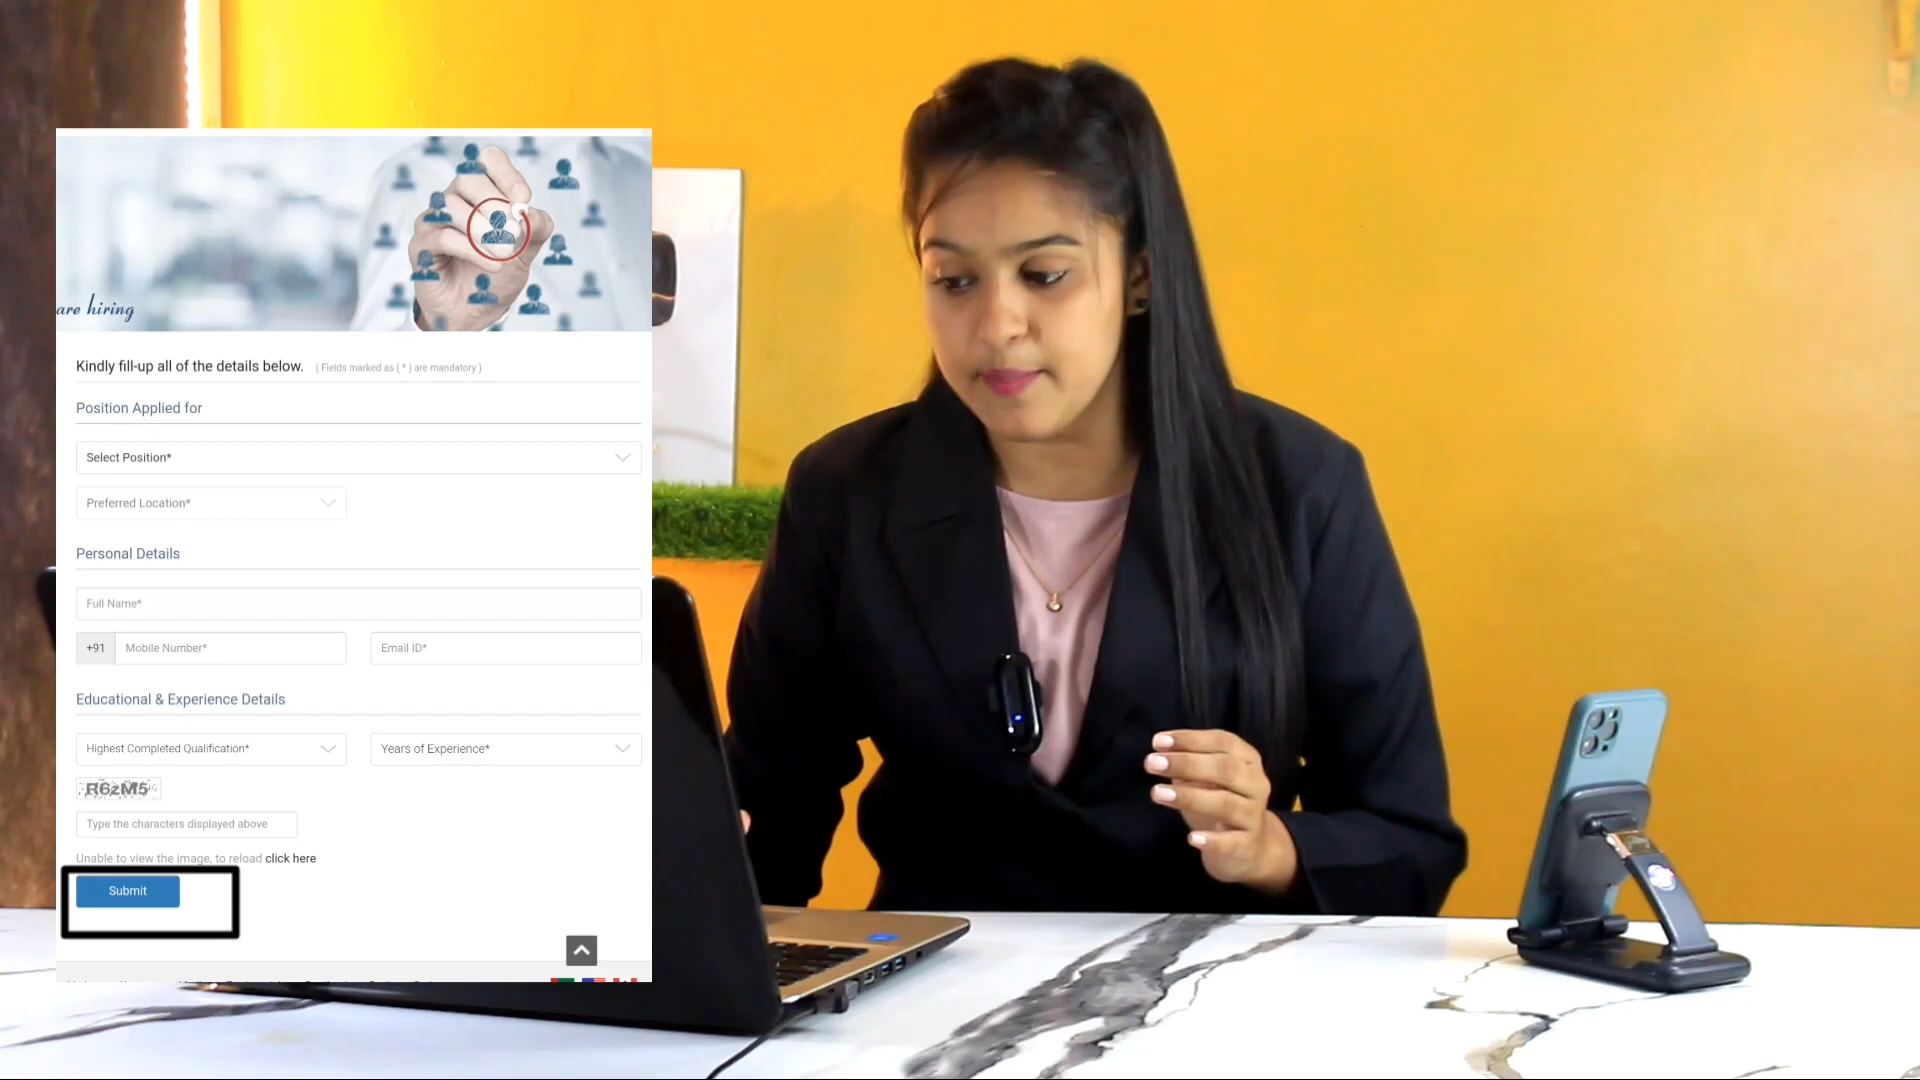 are hiring
Kindly fill-up all of the details below. ( Fields marked as ( * ) are mandatory )
Position Applied for
Select Position*
Preferred Location*
Personal Details
Full Name*
+91 Mobile Number* Email ID*
Educational & Experience Details
Highest Completed Qualification* Years of Experience*
R6zM5
Type the characters displayed above
Unable to view the image, to reload click here
Submit